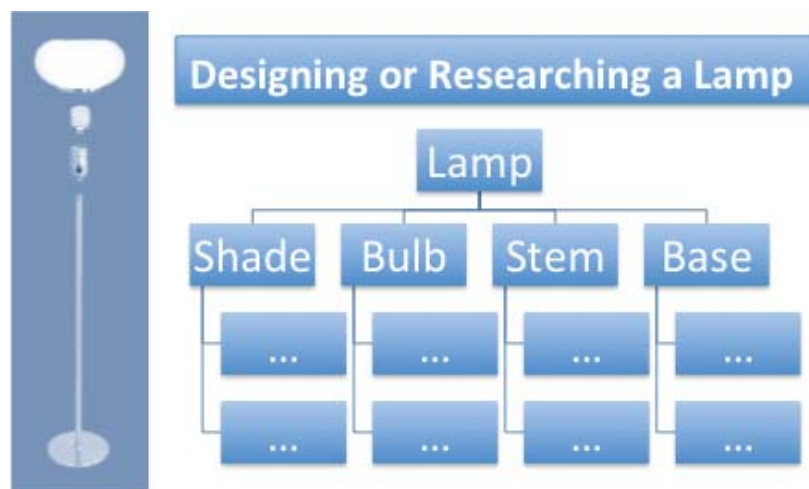 Designing or Researching a Lamp
Lamp
Shade Bulb Stem Base
... ... ... ...
... ... ... ...